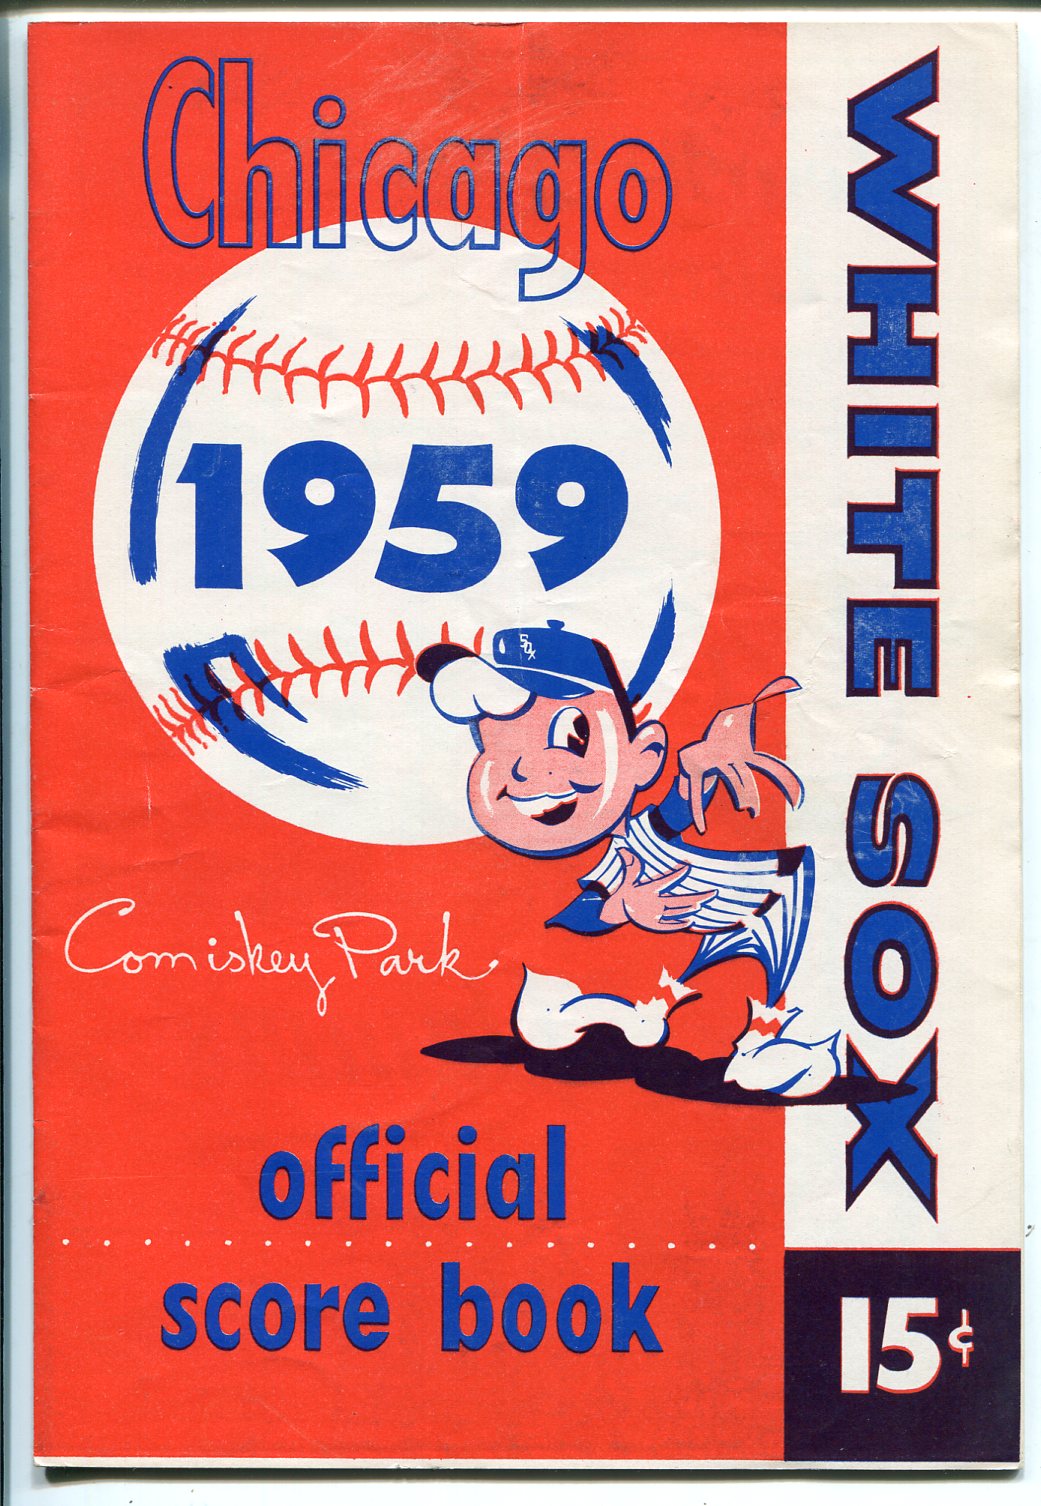 Chicago
WHITE SOX
1959
SOX
Comiskey Park
official
score book
15¢